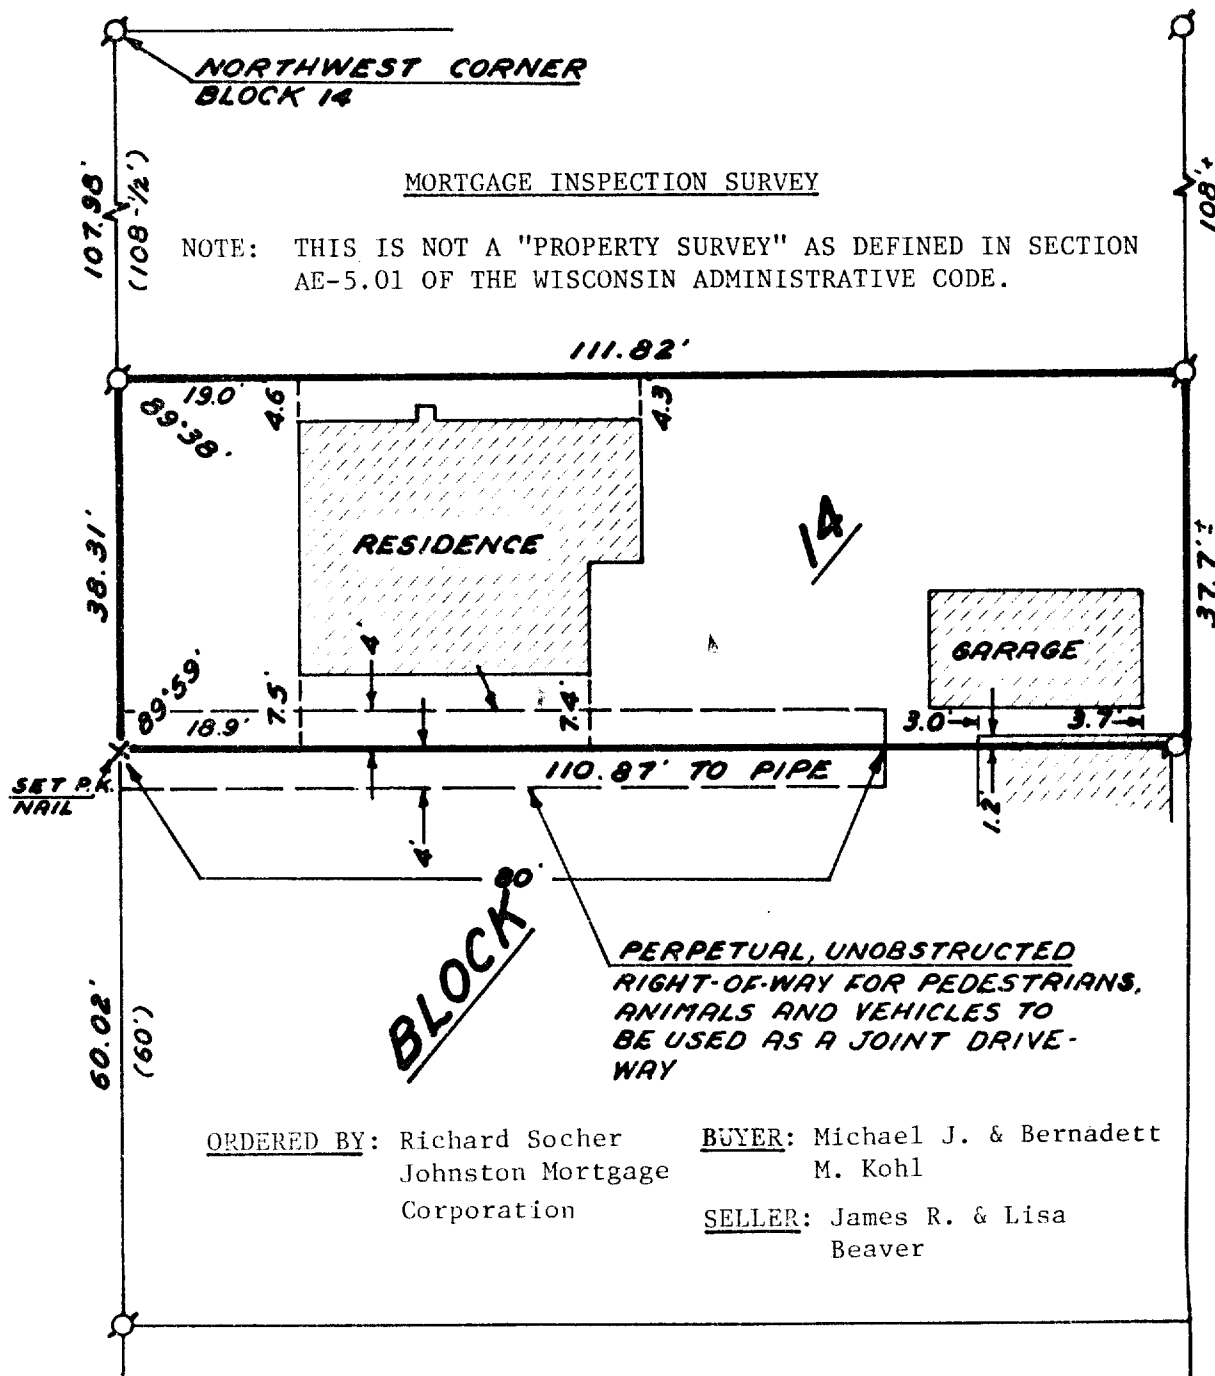 NORTHWEST CORNER
BLOCK 14
107.98'
(108-1/2')
108'±
MORTGAGE INSPECTION SURVEY
NOTE: THIS IS NOT A "PROPERTY SURVEY" AS DEFINED IN SECTION
AE-5.01 OF THE WISCONSIN ADMINISTRATIVE CODE.
111.82'
19.0'
4.6'
4.3'
89°38'
38.31'
RESIDENCE
14
37.7'±
GARAGE
4'
89°59'
18.9'
7.5'
7.4'
3.0'
3.7'
110.87' TO PIPE
SET P.K.
NAIL
1.2'
4'
80'
BLOCK
PERPETUAL, UNOBSTRUCTED
RIGHT-OF-WAY FOR PEDESTRIANS,
ANIMALS AND VEHICLES TO
BE USED AS A JOINT DRIVE-
WAY
60.02'
(60')
ORDERED BY: Richard Socher
Johnston Mortgage
Corporation
BUYER: Michael J. & Bernadett
M. Kohl
SELLER: James R. & Lisa
Beaver